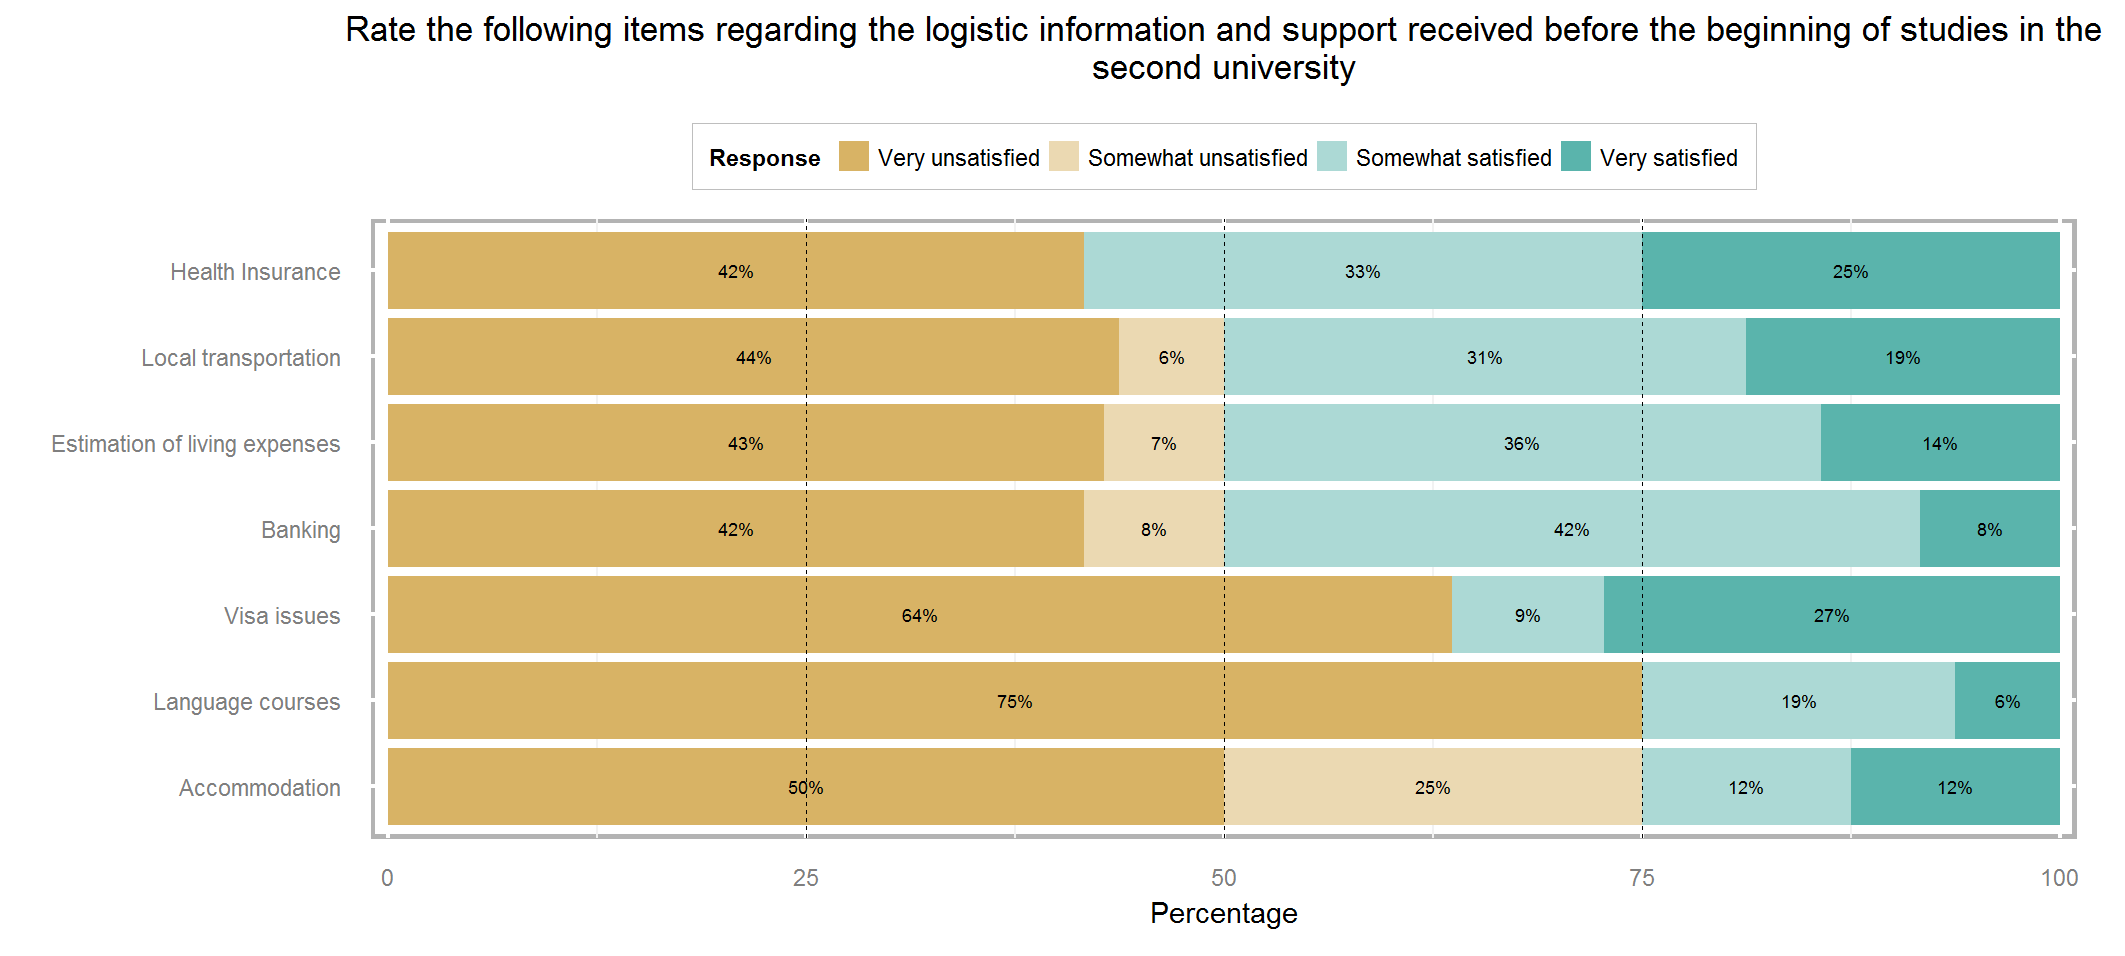 Rate the following items regarding the logistic information and support received before the beginning of studies in the
second university
Response Very unsatisfied Somewhat unsatisfied Somewhat satisfied Very satisfied
Health Insurance 42% 33% 25%
Local transportation 44% 6% 31% 19%
Estimation of living expenses 43% 7% 36% 14%
Banking 42% 8% 42% 8%
Visa issues 64% 9% 27%
Language courses 75% 19% 6%
Accommodation 50% 25% 12% 12%
0 25 50 75 100
Percentage